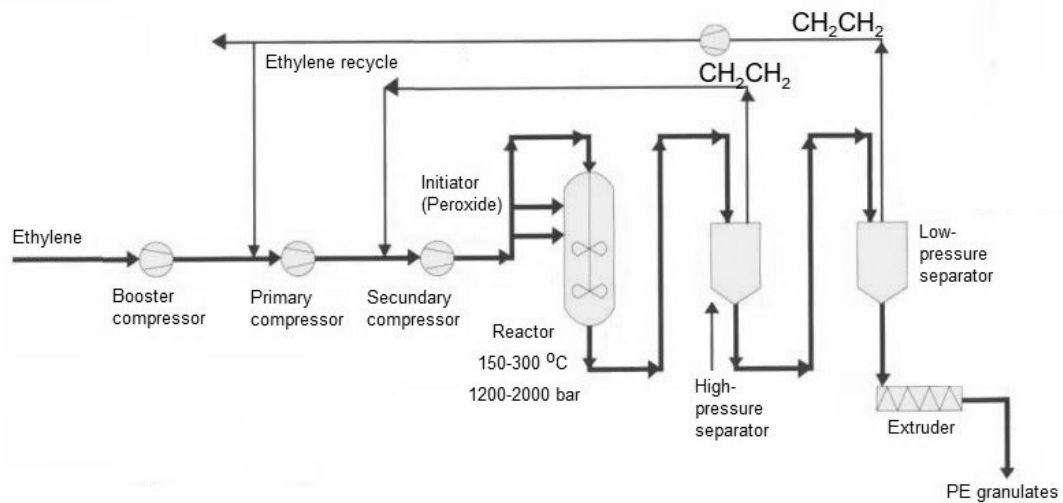 CH₂CH₂
Ethylene recycle
CH₂CH₂
Initiator
(Peroxide)
Ethylene
Low-
pressure
separator
Booster
compressor
Primary
compressor
Secundary
compressor
Reactor
150-300 ⁰C
1200-2000 bar
High-
pressure
separator
Extruder
PE granulates